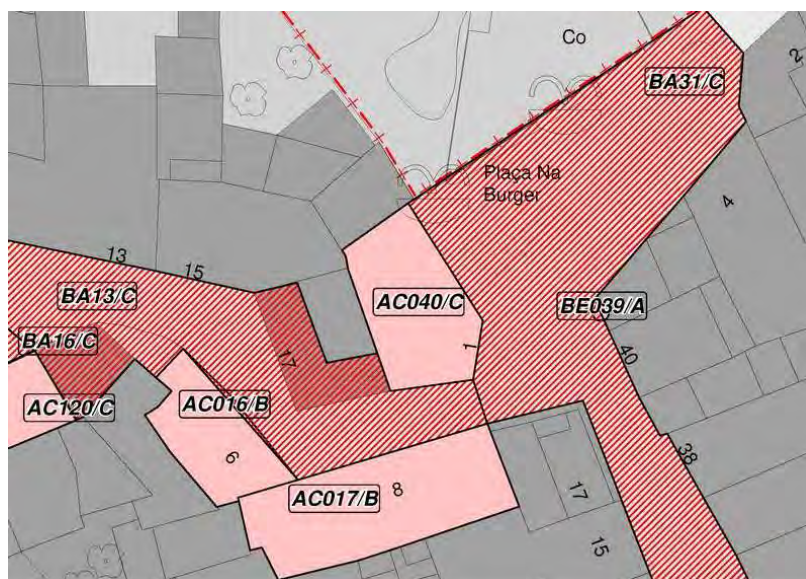 Co
2
BA31/C
Plaça Na
Burger
4
13
15
BA13/C
AC040/C
BE039/A
BA16/C
1
17
40
AC120/C
AC016/B
6
8
38
AC017/B
17
15